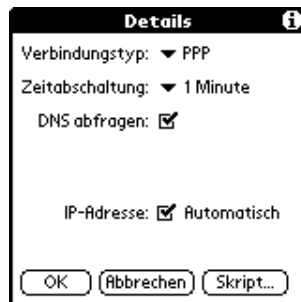 Details i
Verbindungstyp: PPP
Zeitabschaltung: 1 Minute
DNS abfragen:
IP-Adresse: Automatisch
OK Abbrechen Skript...